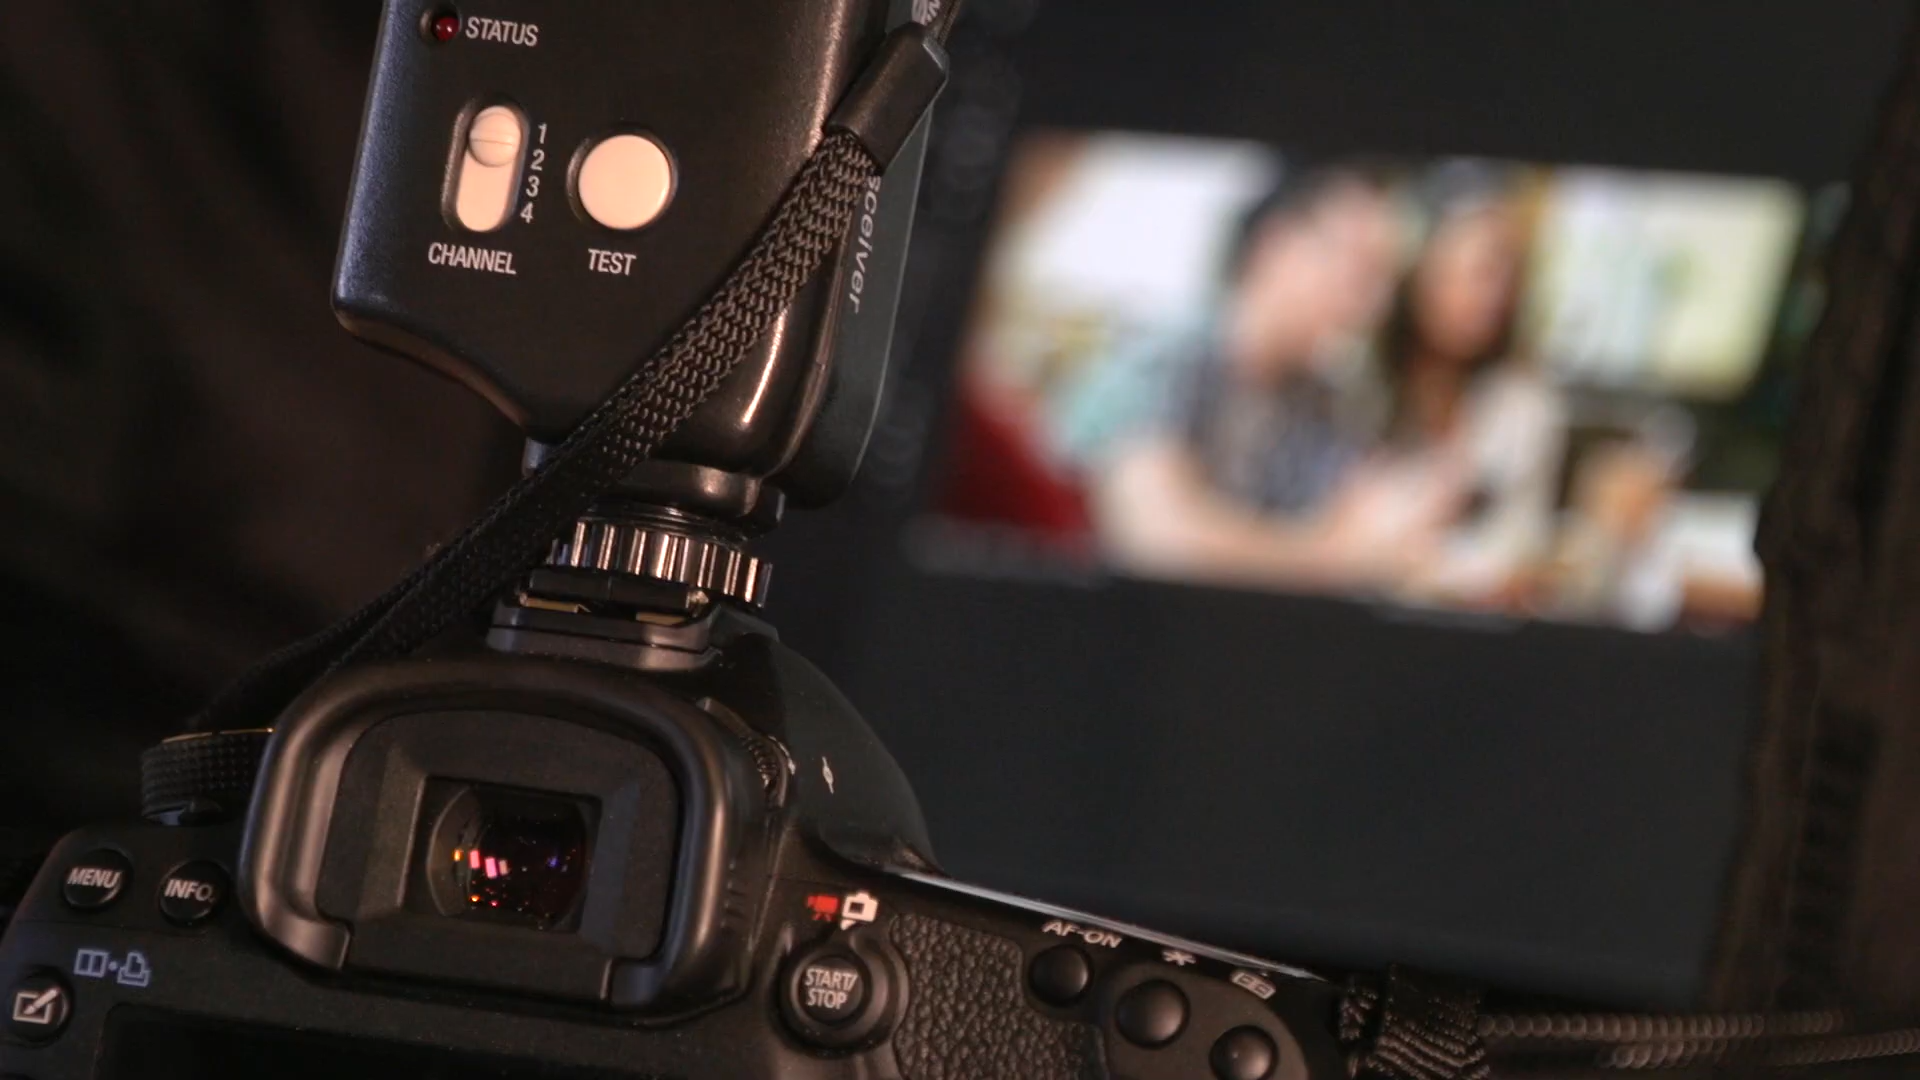 STATUS
1
2
3
4
CHANNEL
TEST
sceiver
MENU
INFO.
START/
STOP
AF-ON